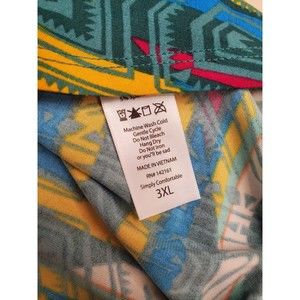 Machine Wash Cold
Gentle Cycle
Do Not Bleach
Hang Dry
Do Not Iron
or you'll be sad
MADE IN VIETNAM
RN# 142161
Simply Comfortable
3XL